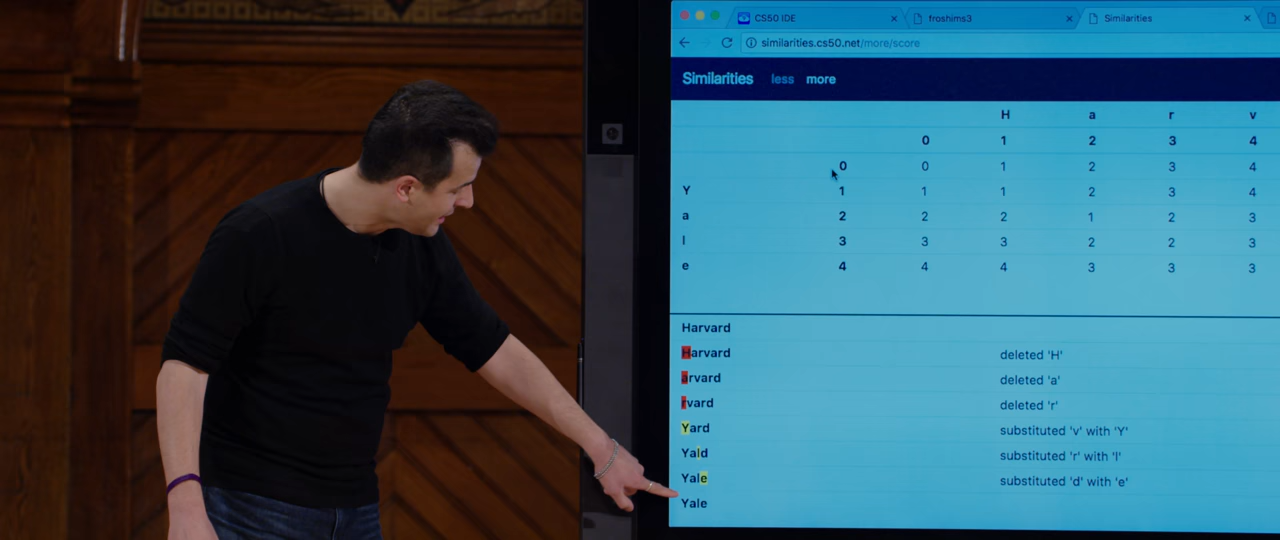 CS50 IDE froshims3 Similarities
similarities.cs50.net/more/score
Similarities less more
H a r v
0 1 2 3 4
0 0 1 2 3 4
Y 1 1 1 2 3 4
a 2 2 2 1 2 3
l 3 3 3 2 2 3
e 4 4 4 3 3 3
Harvard
Harvard deleted 'H'
arvard deleted 'a'
rvard deleted 'r'
Yard substituted 'v' with 'Y'
Yald substituted 'r' with 'l'
Yale substituted 'd' with 'e'
Yale